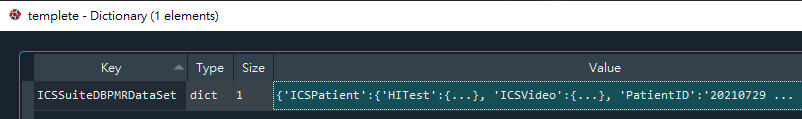 templete - Dictionary (1 elements)
Key Type Size Value
ICSSuiteDBPMRDataSet dict 1 {'ICSPatient':{'HITest':{...}, 'ICSVideo':{...}, 'PatientID':'20210729 ...